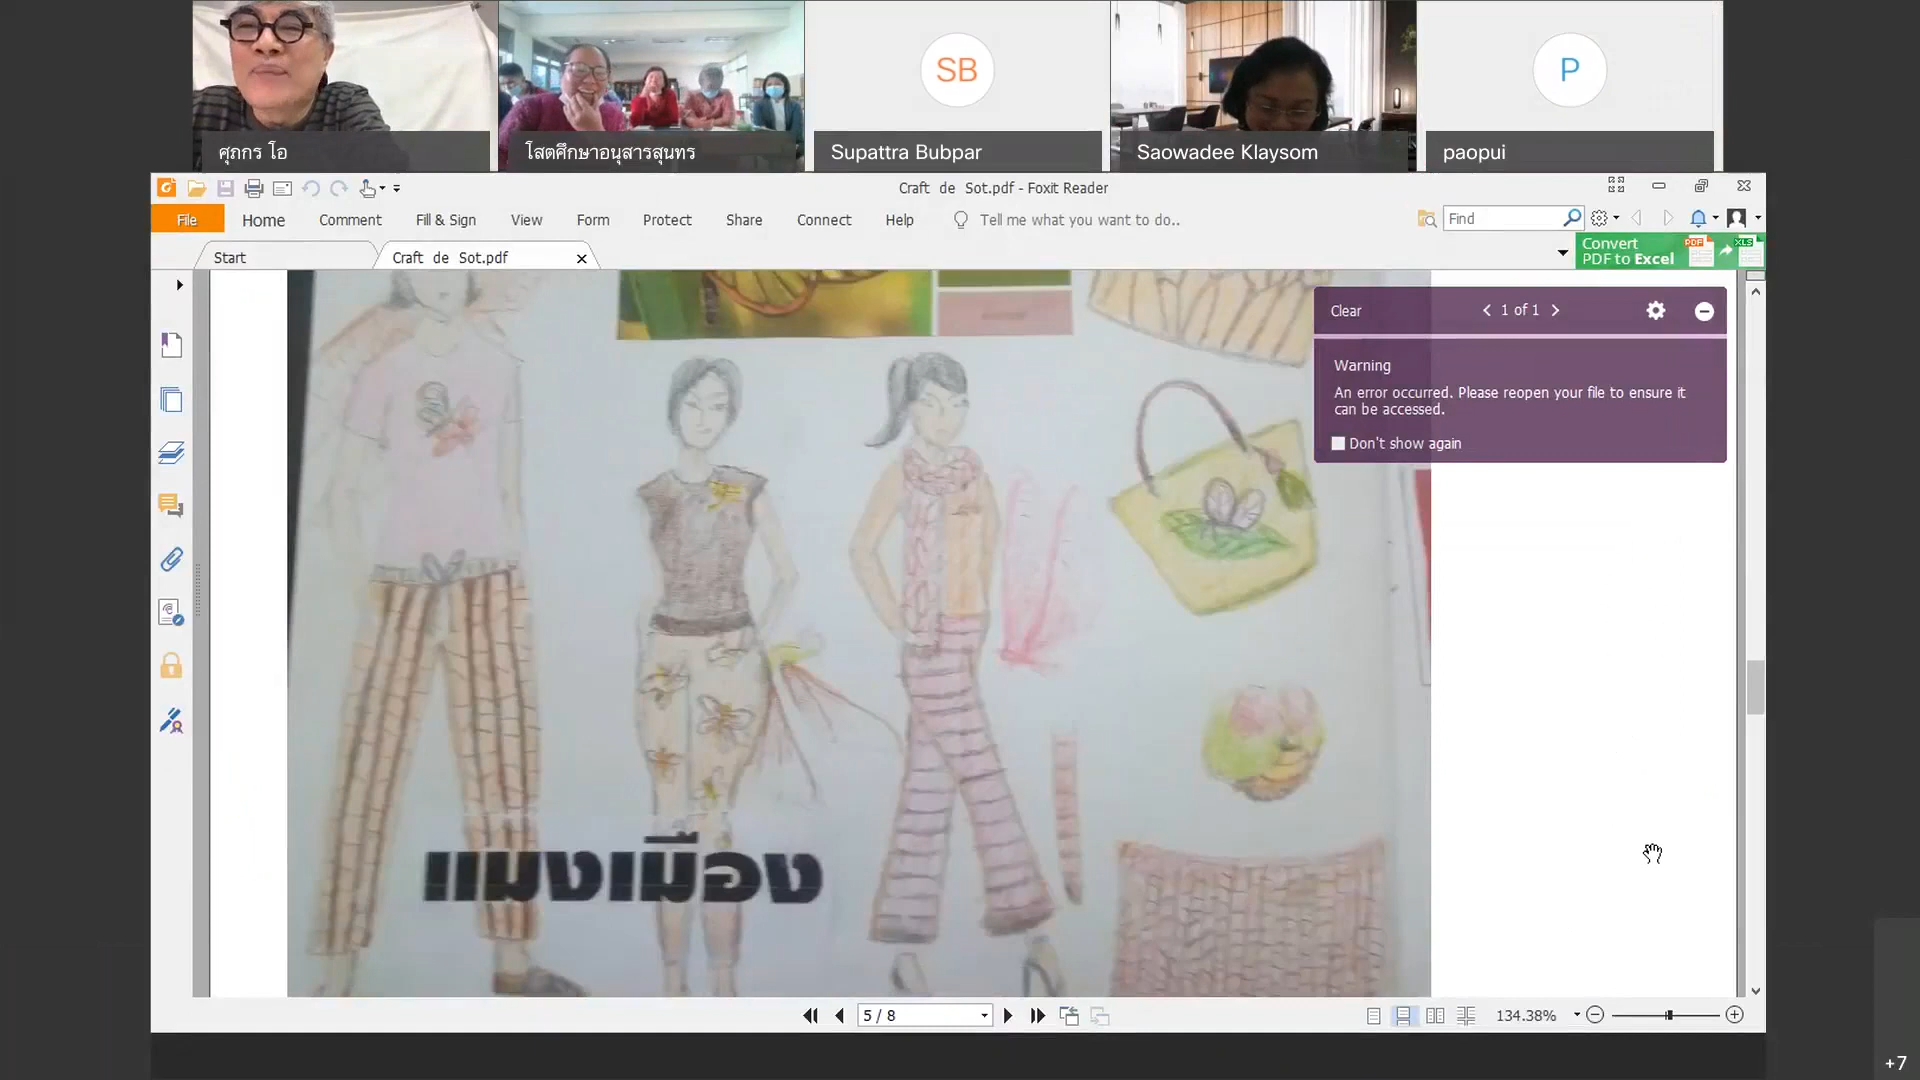 ศุภกร โอ
โสตศึกษาอนุสารสุนทร
SB
Supattra Bubpar
Saowadee Klaysom
P
paopui
Craft de Sot.pdf - Foxit Reader
File Home Comment Fill & Sign View Form Protect Share Connect Help Tell me what you want to do.. Find
Start
Craft de Sot.pdf
Convert
PDF to Excel
PDF
XLS
Clear
1 of 1
Warning
An error occurred. Please reopen your file to ensure it
can be accessed.
Don't show again
แมงเมือง
5 / 8
134.38%
+7